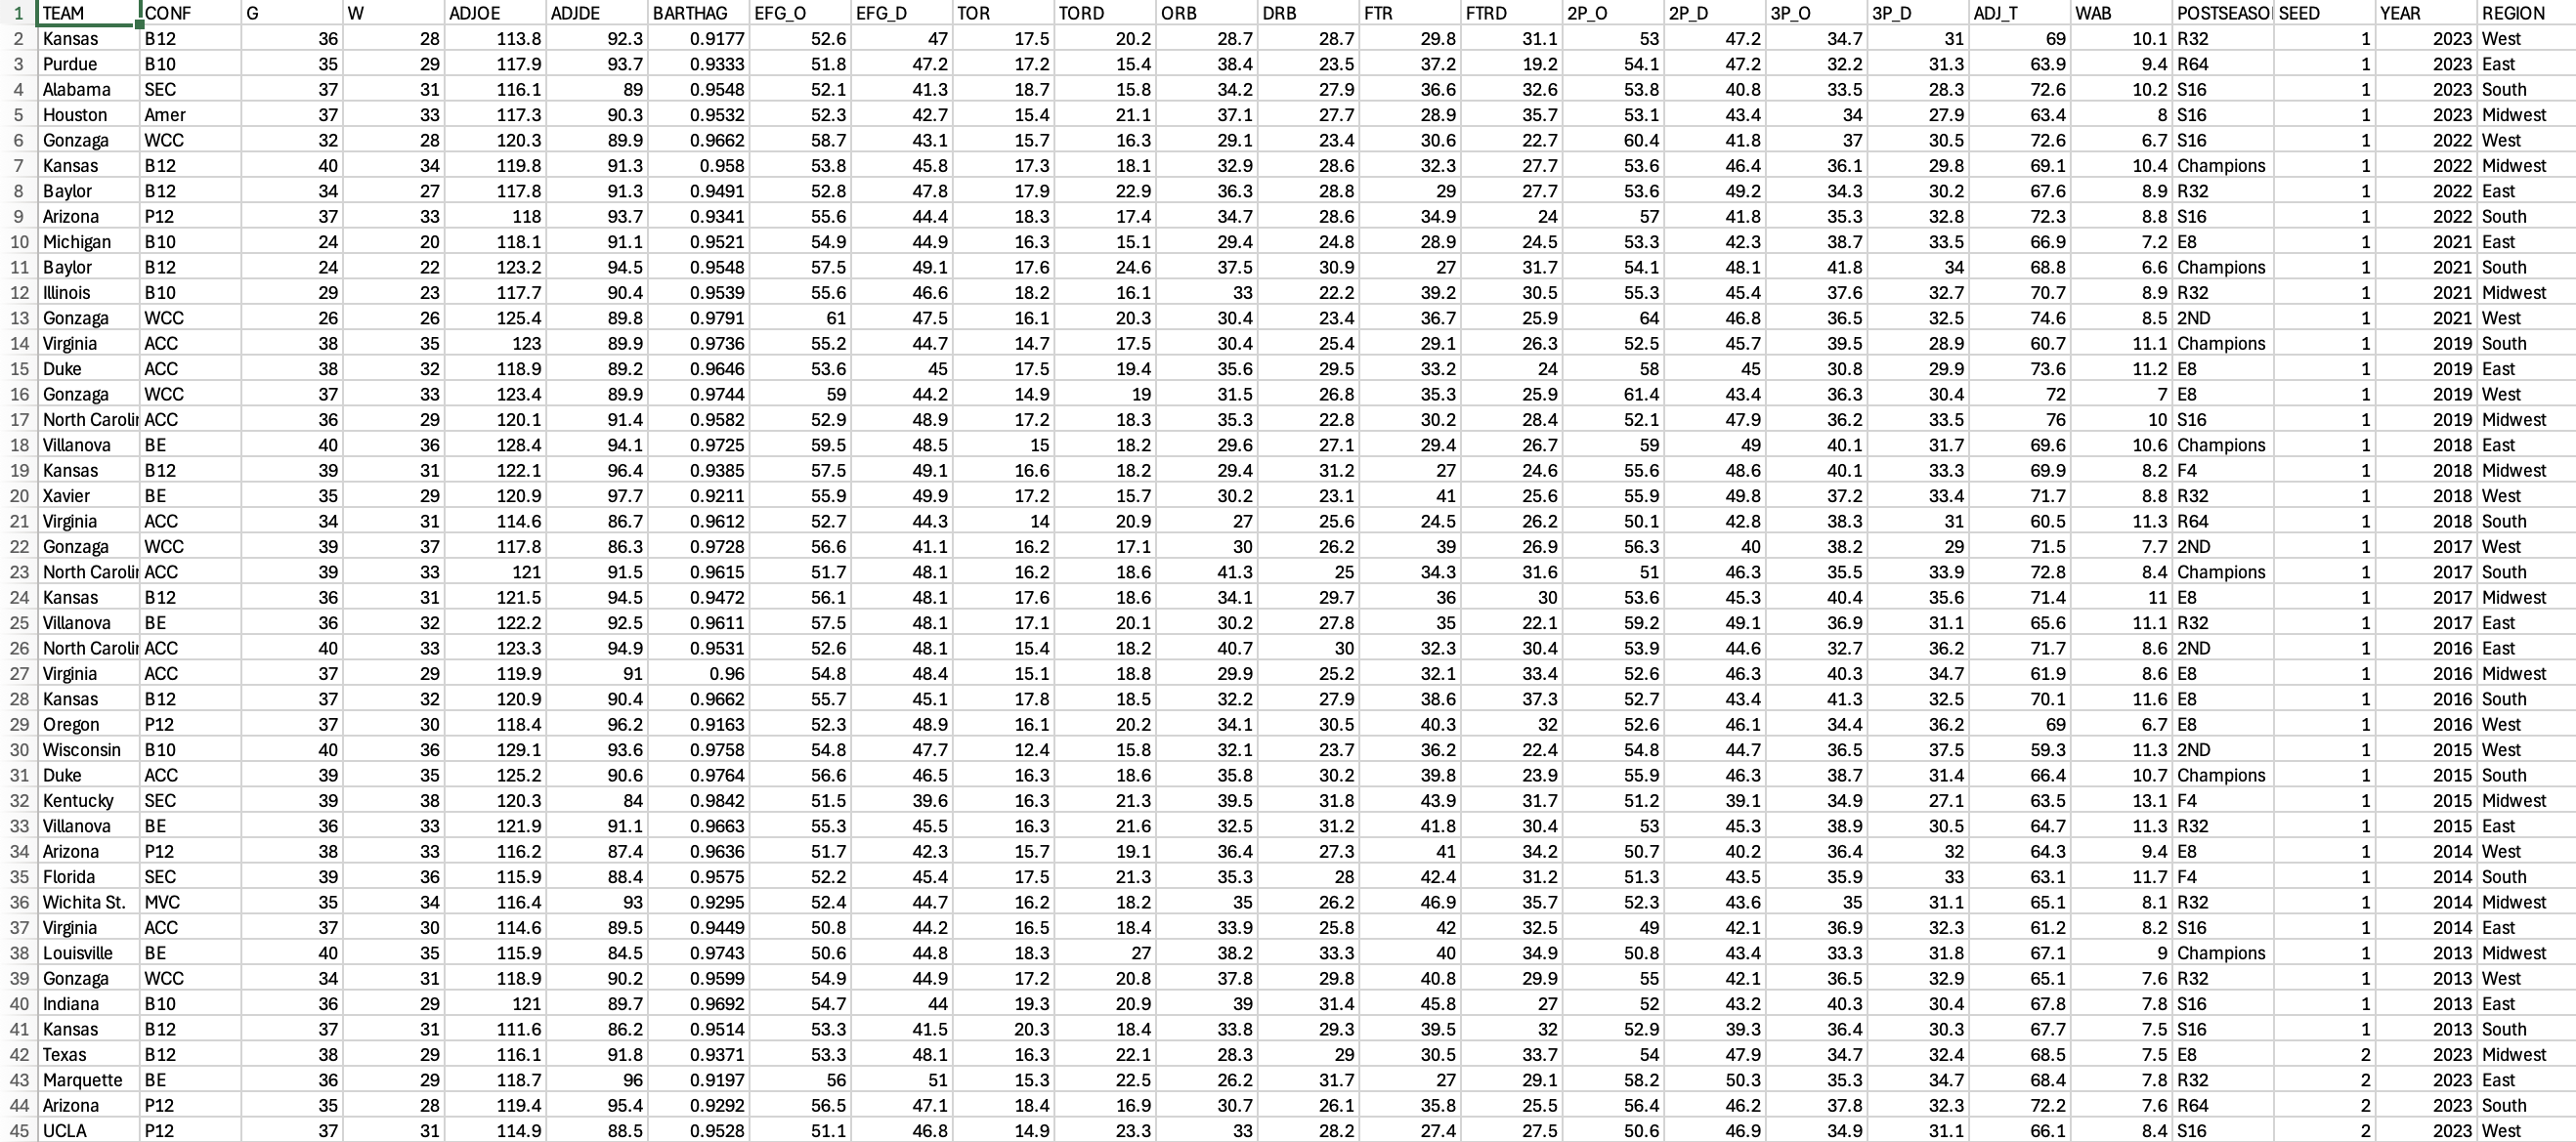 1 TEAM CONF G W ADJOE ADJDE BARTHAG EFG_O EFG_D TOR TORD ORB DRB FTR FTRD 2P_O 2P_D 3P_O 3P_D ADJ_T WAB POSTSEASO SEED YEAR REGION
2 Kansas B12 36 28 113.8 92.3 0.9177 52.6 47 17.5 20.2 28.7 28.7 29.8 31.1 53 47.2 34.7 31 69 10.1 R32 1 2023 West
3 Purdue B10 35 29 117.9 93.7 0.9333 51.8 47.2 17.2 15.4 38.4 23.5 37.2 19.2 54.1 47.2 32.2 31.3 63.9 9.4 R64 1 2023 East
4 Alabama SEC 37 31 116.1 89 0.9548 52.1 41.3 18.7 15.8 34.2 27.9 36.6 32.6 53.8 40.8 33.5 28.3 72.6 10.2 S16 1 2023 South
5 Houston Amer 37 33 117.3 90.3 0.9532 52.3 42.7 15.4 21.1 37.1 27.7 28.9 35.7 53.1 43.4 34 27.9 63.4 8 S16 1 2023 Midwest
6 Gonzaga WCC 32 28 120.3 89.9 0.9662 58.7 43.1 15.7 16.3 29.1 23.4 30.6 22.7 60.4 41.8 37 30.5 72.6 6.7 S16 1 2022 West
7 Kansas B12 40 34 119.8 91.3 0.958 53.8 45.8 17.3 18.1 32.9 28.6 32.3 27.7 53.6 46.4 36.1 29.8 69.1 10.4 Champions 1 2022 Midwest
8 Baylor B12 34 27 117.8 91.3 0.9491 52.8 47.8 17.9 22.9 36.3 28.8 29 27.7 53.6 49.2 34.3 30.2 67.6 8.9 R32 1 2022 East
9 Arizona P12 37 33 118 93.7 0.9341 55.6 44.4 18.3 17.4 34.7 28.6 34.9 24 57 41.8 35.3 32.8 72.3 8.8 S16 1 2022 South
10 Michigan B10 24 20 118.1 91.1 0.9521 54.9 44.9 16.3 15.1 29.4 24.8 28.9 24.5 53.3 42.3 38.7 33.5 66.9 7.2 E8 1 2021 East
11 Baylor B12 24 22 123.2 94.5 0.9548 57.5 49.1 17.6 24.6 37.5 30.9 27 31.7 54.1 48.1 41.8 34 68.8 6.6 Champions 1 2021 South
12 Illinois B10 29 23 117.7 90.4 0.9539 55.6 46.6 18.2 16.1 33 22.2 39.2 30.5 55.3 45.4 37.6 32.7 70.7 8.9 R32 1 2021 Midwest
13 Gonzaga WCC 26 26 125.4 89.8 0.9791 61 47.5 16.1 20.3 30.4 23.4 36.7 25.9 64 46.8 36.5 32.5 74.6 8.5 2ND 1 2021 West
14 Virginia ACC 38 35 123 89.9 0.9736 55.2 44.7 14.7 17.5 30.4 25.4 29.1 26.3 52.5 45.7 39.5 28.9 60.7 11.1 Champions 1 2019 South
15 Duke ACC 38 32 118.9 89.2 0.9646 53.6 45 17.5 19.4 35.6 29.5 33.2 24 58 45 30.8 29.9 73.6 11.2 E8 1 2019 East
16 Gonzaga WCC 37 33 123.4 89.9 0.9744 59 44.2 14.9 19 31.5 26.8 35.3 25.9 61.4 43.4 36.3 30.4 72 7 E8 1 2019 West
17 North Carolin ACC 36 29 120.1 91.4 0.9582 52.9 48.9 17.2 18.3 35.3 22.8 30.2 28.4 52.1 47.9 36.2 33.5 76 10 S16 1 2019 Midwest
18 Villanova BE 40 36 128.4 94.1 0.9725 59.5 48.5 15 18.2 29.6 27.1 29.4 26.7 59 49 40.1 31.7 69.6 10.6 Champions 1 2018 East
19 Kansas B12 39 31 122.1 96.4 0.9385 57.5 49.1 16.6 18.2 29.4 31.2 27 24.6 55.6 48.6 40.1 33.3 69.9 8.2 F4 1 2018 Midwest
20 Xavier BE 35 29 120.9 97.7 0.9211 55.9 49.9 17.2 15.7 30.2 23.1 41 25.6 55.9 49.8 37.2 33.4 71.7 8.8 R32 1 2018 West
21 Virginia ACC 34 31 114.6 86.7 0.9612 52.7 44.3 14 20.9 27 25.6 24.5 26.2 50.1 42.8 38.3 31 60.5 11.3 R64 1 2018 South
22 Gonzaga WCC 39 37 117.8 86.3 0.9728 56.6 41.1 16.2 17.1 30 26.2 39 26.9 56.3 40 38.2 29 71.5 7.7 2ND 1 2017 West
23 North Carolin ACC 39 33 121 91.5 0.9615 51.7 48.1 16.2 18.6 41.3 25 34.3 31.6 51 46.3 35.5 33.9 72.8 8.4 Champions 1 2017 South
24 Kansas B12 36 31 121.5 94.5 0.9472 56.1 48.1 17.6 18.6 34.1 29.7 36 30 53.6 45.3 40.4 35.6 71.4 11 E8 1 2017 Midwest
25 Villanova BE 36 32 122.2 92.5 0.9611 57.5 48.1 17.1 20.1 30.2 27.8 35 22.1 59.2 49.1 36.9 31.1 65.6 11.1 R32 1 2017 East
26 North Carolin ACC 40 33 123.3 94.9 0.9531 52.6 48.1 15.4 18.2 40.7 30 32.3 30.4 53.9 44.6 32.7 36.2 71.7 8.6 2ND 1 2016 East
27 Virginia ACC 37 29 119.9 91 0.96 54.8 48.4 15.1 18.8 29.9 25.2 32.1 33.4 52.6 46.3 40.3 34.7 61.9 8.6 E8 1 2016 Midwest
28 Kansas B12 37 32 120.9 90.4 0.9662 55.7 45.1 17.8 18.5 32.2 27.9 38.6 37.3 52.7 43.4 41.3 32.5 70.1 11.6 E8 1 2016 South
29 Oregon P12 37 30 118.4 96.2 0.9163 52.3 48.9 16.1 20.2 34.1 30.5 40.3 32 52.6 46.1 34.4 36.2 69 6.7 E8 1 2016 West
30 Wisconsin B10 40 36 129.1 93.6 0.9758 54.8 47.7 12.4 15.8 32.1 23.7 36.2 22.4 54.8 44.7 36.5 37.5 59.3 11.3 2ND 1 2015 West
31 Duke ACC 39 35 125.2 90.6 0.9764 56.6 46.5 16.3 18.6 35.8 30.2 39.8 23.9 55.9 46.3 38.7 31.4 66.4 10.7 Champions 1 2015 South
32 Kentucky SEC 39 38 120.3 84 0.9842 51.5 39.6 16.3 21.3 39.5 31.8 43.9 31.7 51.2 39.1 34.9 27.1 63.5 13.1 F4 1 2015 Midwest
33 Villanova BE 36 33 121.9 91.1 0.9663 55.3 45.5 16.3 21.6 32.5 31.2 41.8 30.4 53 45.3 38.9 30.5 64.7 11.3 R32 1 2015 East
34 Arizona P12 38 33 116.2 87.4 0.9636 51.7 42.3 15.7 19.1 36.4 27.3 41 34.2 50.7 40.2 36.4 32 64.3 9.4 E8 1 2014 West
35 Florida SEC 39 36 115.9 88.4 0.9575 52.2 45.4 17.5 21.3 35.3 28 42.4 31.2 51.3 43.5 35.9 33 63.1 11.7 F4 1 2014 South
36 Wichita St. MVC 35 34 116.4 93 0.9295 52.4 44.7 16.2 18.2 35 26.2 46.9 35.7 52.3 43.6 35 31.1 65.1 8.1 R32 1 2014 Midwest
37 Virginia ACC 37 30 114.6 89.5 0.9449 50.8 44.2 16.5 18.4 33.9 25.8 42 32.5 49 42.1 36.9 32.3 61.2 8.2 S16 1 2014 East
38 Louisville BE 40 35 115.9 84.5 0.9743 50.6 44.8 18.3 27 38.2 33.3 40 34.9 50.8 43.4 33.3 31.8 67.1 9 Champions 1 2013 Midwest
39 Gonzaga WCC 34 31 118.9 90.2 0.9599 54.9 44.9 17.2 20.8 37.8 29.8 40.8 29.9 55 42.1 36.5 32.9 65.1 7.6 R32 1 2013 West
40 Indiana B10 36 29 121 89.7 0.9692 54.7 44 19.3 20.9 39 31.4 45.8 27 52 43.2 40.3 30.4 67.8 7.8 S16 1 2013 East
41 Kansas B12 37 31 111.6 86.2 0.9514 53.3 41.5 20.3 18.4 33.8 29.3 39.5 32 52.9 39.3 36.4 30.3 67.7 7.5 S16 1 2013 South
42 Texas B12 38 29 116.1 91.8 0.9371 53.3 48.1 16.3 22.1 28.3 29 30.5 33.7 54 47.9 34.7 32.4 68.5 7.5 E8 2 2023 Midwest
43 Marquette BE 36 29 118.7 96 0.9197 56 51 15.3 22.5 26.2 31.7 27 29.1 58.2 50.3 35.3 34.7 68.4 7.8 R32 2 2023 East
44 Arizona P12 35 28 119.4 95.4 0.9292 56.5 47.1 18.4 16.9 30.7 26.1 35.8 25.5 56.4 46.2 37.8 32.3 72.2 7.6 R64 2 2023 South
45 UCLA P12 37 31 114.9 88.5 0.9528 51.1 46.8 14.9 23.3 33 28.2 27.4 27.5 50.6 46.9 34.9 31.1 66.1 8.4 S16 2 2023 West